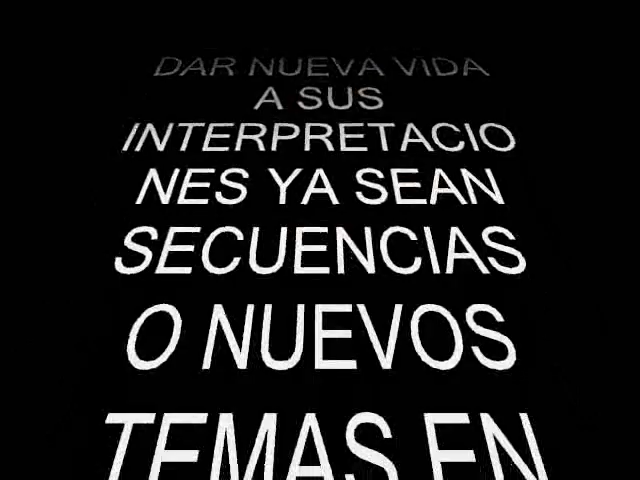 DAR NUEVA VIDA
A SUS
INTERPRETACIO
NES YA SEAN
SECUENCIAS
O NUEVOS
TEMAS EN